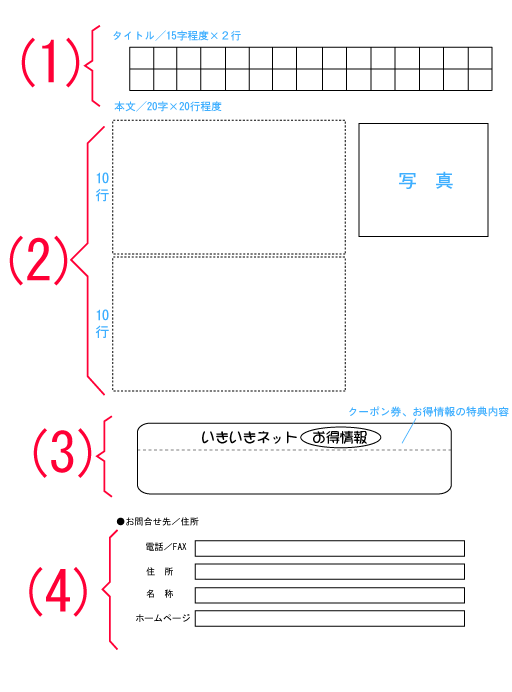 (1)
タイトル／15字程度×２行
本文／20字×20行程度
(2)
10
行
写　真
10
行
クーポン券、お得情報の特典内容
(3)
いきいきネット お得情報
●お問合せ先／住所
(4)
電話／FAX
住　所
名　称
ホームページ